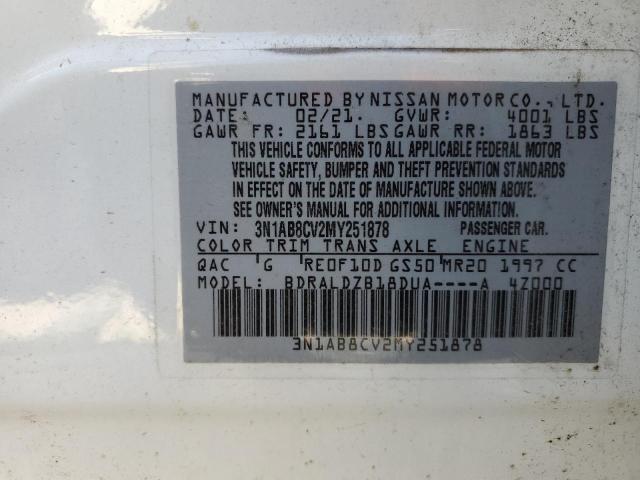 MANUFACTURED BY NISSAN MOTOR CO., LTD.
DATE: 02/21. GVWR: 4001 LBS
GAWR FR: 2161 LBS GAWR RR: 1863 LBS
THIS VEHICLE CONFORMS TO ALL APPLICABLE FEDERAL MOTOR
VEHICLE SAFETY, BUMPER AND THEFT PREVENTION STANDARDS
IN EFFECT ON THE DATE OF MANUFACTURE SHOWN ABOVE.
SEE OWNER'S MANUAL FOR ADDITIONAL INFORMATION.
VIN: 3N1AB8CV2MY251878 PASSENGER CAR.
COLOR TRIM TRANS AXLE ENGINE
QAC G RE0F10D GS50 MR20 1997 CC
MODEL: BDRALDZB18DUA----A 4Z000
3N1AB8CV2MY251878